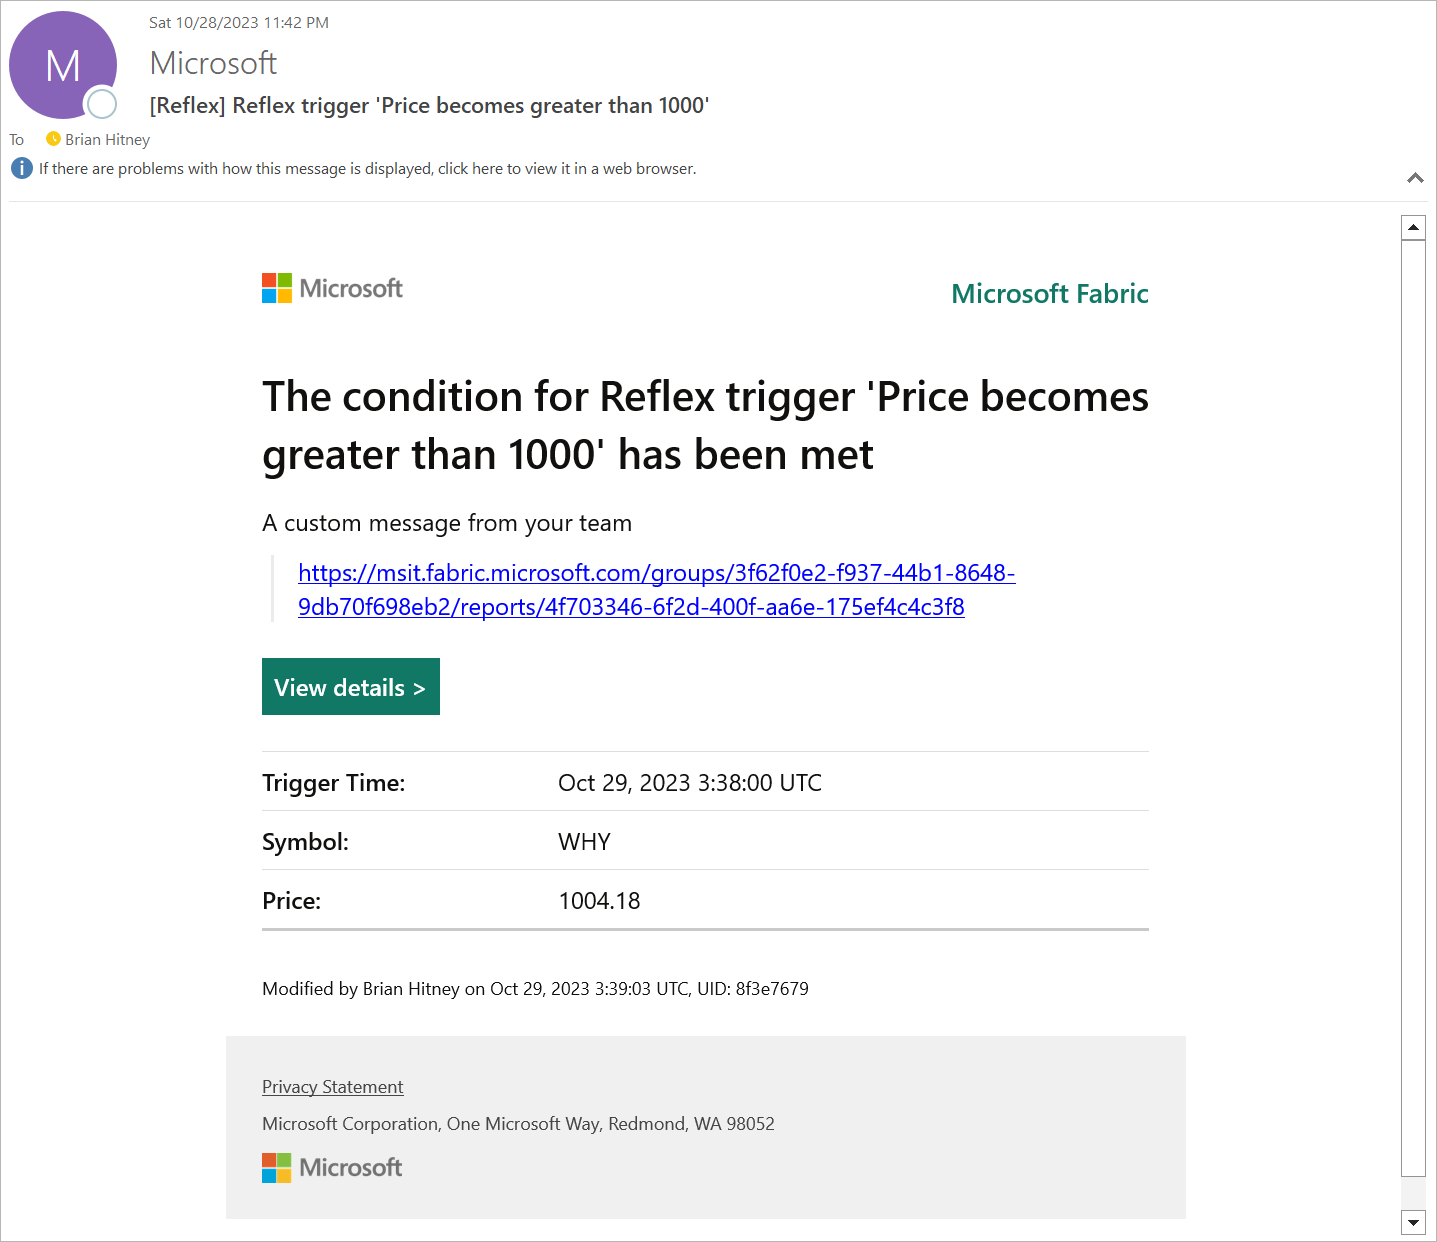 Sat 10/28/2023 11:42 PM
M
Microsoft
[Reflex] Reflex trigger 'Price becomes greater than 1000'
To Brian Hitney
i If there are problems with how this message is displayed, click here to view it in a web browser.
Microsoft
Microsoft Fabric
The condition for Reflex trigger 'Price becomes
greater than 1000' has been met
A custom message from your team
https://msit.fabric.microsoft.com/groups/3f62f0e2-f937-44b1-8648-
9db70f698eb2/reports/4f703346-6f2d-400f-aa6e-175ef4c4c3f8
View details >
Trigger Time: Oct 29, 2023 3:38:00 UTC
Symbol: WHY
Price: 1004.18
Modified by Brian Hitney on Oct 29, 2023 3:39:03 UTC, UID: 8f3e7679
Privacy Statement
Microsoft Corporation, One Microsoft Way, Redmond, WA 98052
Microsoft